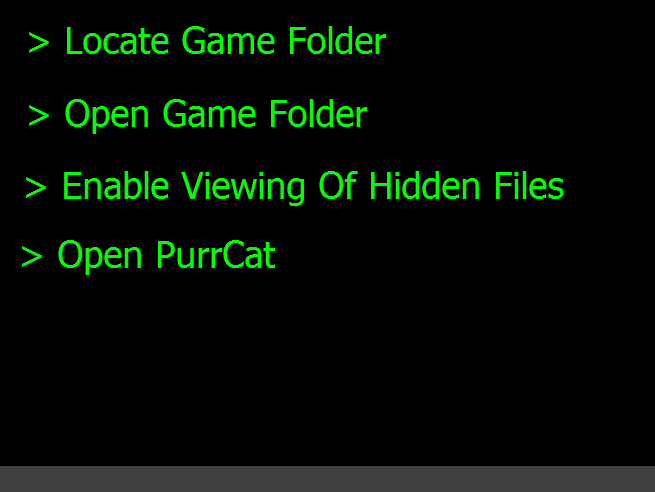 > Locate Game Folder
> Open Game Folder
> Enable Viewing Of Hidden Files
> Open PurrCat